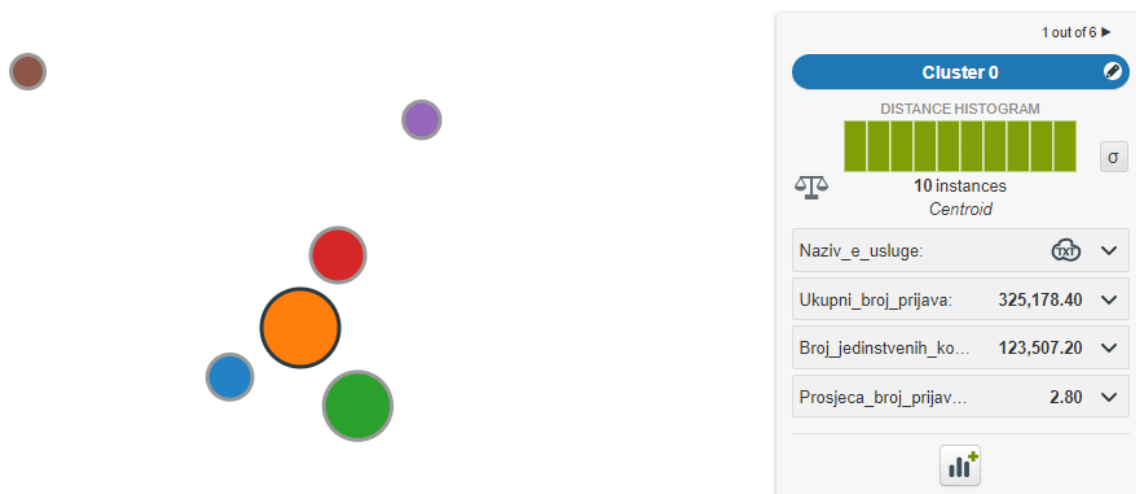 1 out of 6 ▶
Cluster 0
DISTANCE HISTOGRAM
σ
10 instances
Centroid
Naziv_e_usluge: TXT
Ukupni_broj_prijava: 325,178.40
Broj_jedinstvenih_ko... 123,507.20
Prosjeca_broj_prijav... 2.80